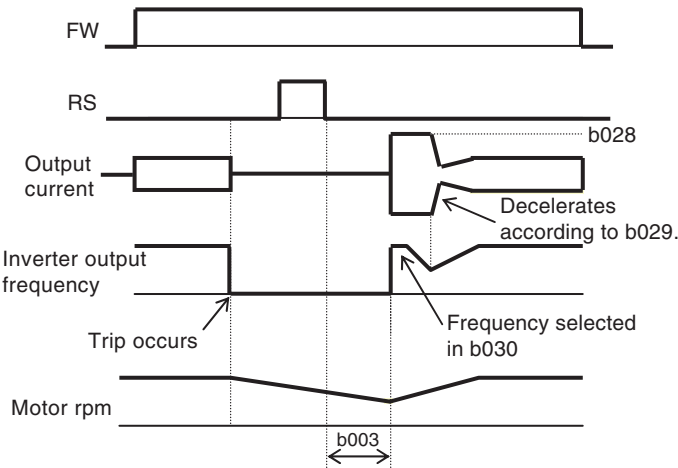 FW
RS
b028
Output
current
Decelerates
according to b029.
Inverter output
frequency
Frequency selected
in b030
Trip occurs
Motor rpm
b003